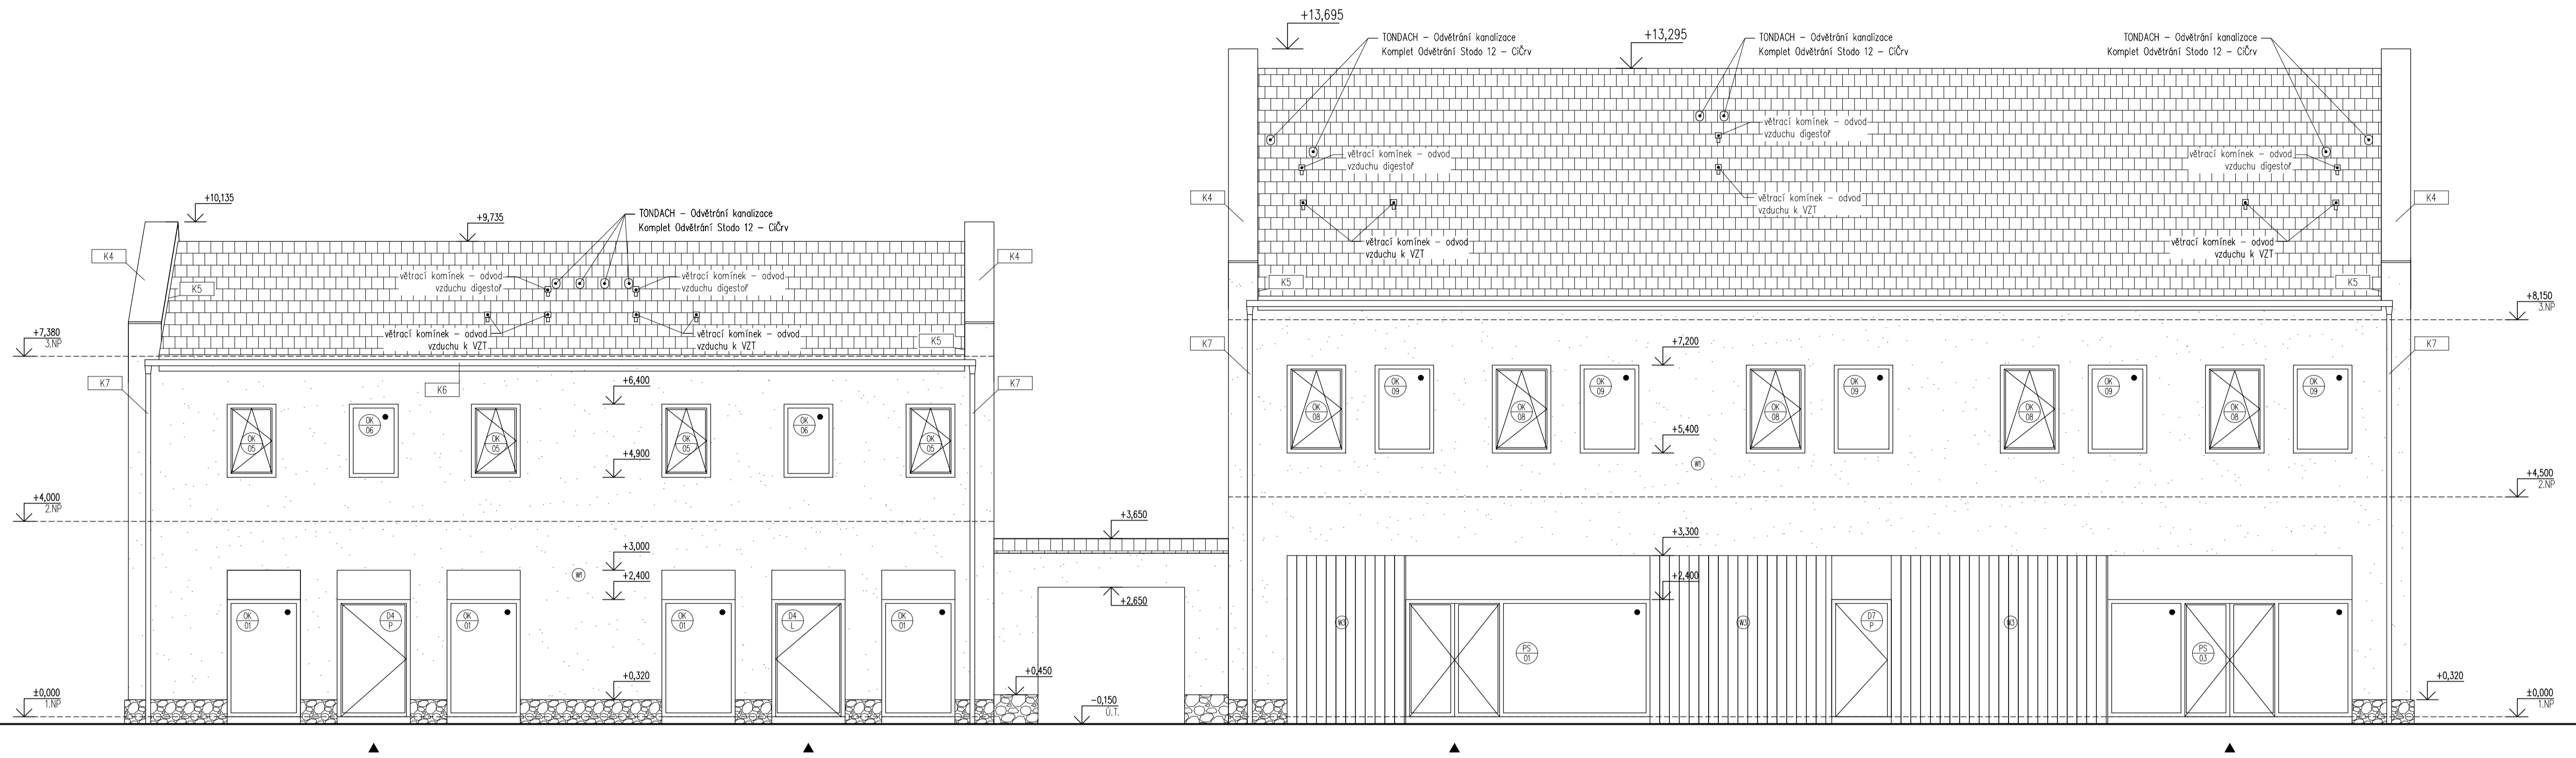 +13,695
TONDACH – Odvětrání kanalizace
Komplet Odvětrání Stodo 12 – CiČrv
+13,295
TONDACH – Odvětrání kanalizace
Komplet Odvětrání Stodo 12 – CiČrv
TONDACH – Odvětrání kanalizace
Komplet Odvětrání Stodo 12 – CiČrv
větrací komínek – odvod
vzduchu digestoř
větrací komínek – odvod
vzduchu digestoř
větrací komínek – odvod
vzduchu digestoř
větrací komínek – odvod
vzduchu k VZT
větrací komínek – odvod
vzduchu k VZT
větrací komínek – odvod
vzduchu k VZT
K4
K4
K5
K5
K7
K7
+8,150
3.NP
+10,135
+9,735
TONDACH – Odvětrání kanalizace
Komplet Odvětrání Stodo 12 – CiČrv
K4
K4
K5
větrací komínek – odvod
vzduchu digestoř
větrací komínek – odvod
vzduchu digestoř
větrací komínek – odvod
vzduchu k VZT
větrací komínek – odvod
vzduchu k VZT
K5
+7,380
3.NP
K7
K6
K7
+6,400
OK
05
OK
06
OK
05
OK
05
OK
06
OK
05
+4,900
+4,000
2.NP
+7,200
OK
08
OK
09
OK
08
OK
09
OK
08
OK
09
OK
08
OK
09
OK
08
OK
09
+5,400
W1
+4,500
2.NP
+3,650
+3,000
W1
+2,400
+2,650
+3,300
+2,400
OK
01
D4
P
OK
01
OK
01
D4
L
OK
01
W3
PS
01
W3
D7
P
W3
PS
03
+0,320
+0,450
-0,150
Ú.T.
±0,000
1.NP
+0,320
±0,000
1.NP